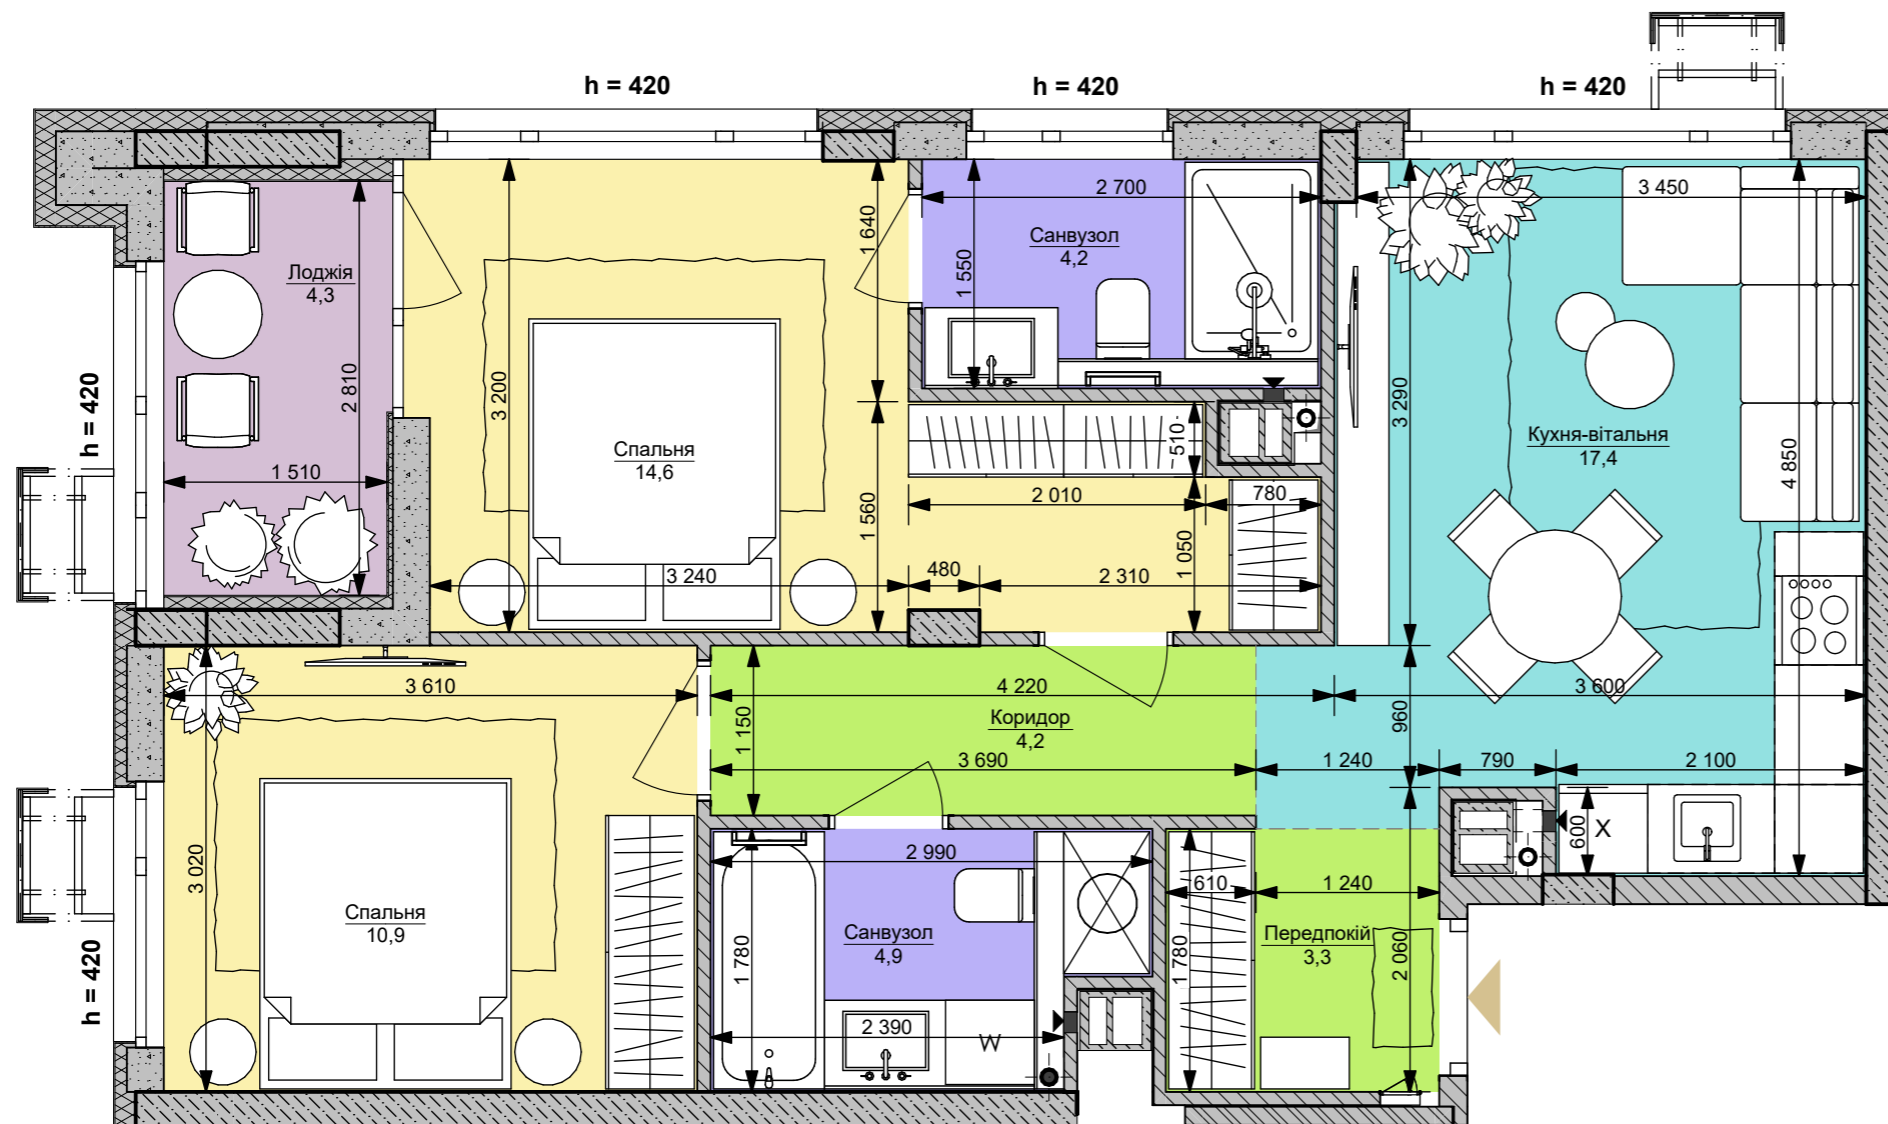 h = 420
h = 420
h = 420
2 700
3 450
1 640
Санвузол
4,2
1 550
Лоджія
4,3
h = 420
2 810
3 200
3 290
Кухня-вітальня
17,4
4 850
510
Спальня
14,6
1 510
2 010
780
1 560
1 050
3 240
480
2 310
3 610
4 220
3 600
Коридор
4,2
1 150
960
3 690
1 240
790
2 100
600
X
3 020
2 990
610
1 240
Спальня
10,9
Санвузол
4,9
Передпокій
3,3
1 780
1 780
2 060
h = 420
2 390
W